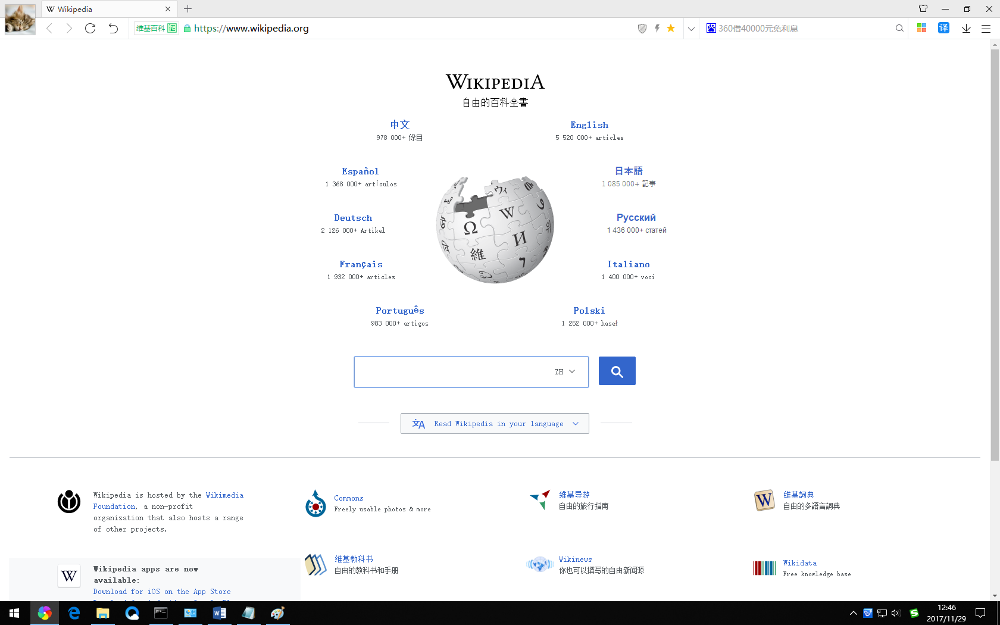 Wikipedia
维基百科 证 https://www.wikipedia.org 360借40000元免利息 译
WIKIPEDIA
自由的百科全書
中文 English
978 000+ 條目 5 520 000+ articles
Español 日本語
1 368 000+ artículos 1 085 000+ 記事
Deutsch Русский
2 126 000+ Artikel 1 436 000+ статей
Français Italiano
1 932 000+ articles 1 400 000+ voci
Português Polski
983 000+ artigos 1 252 000+ haseł
ZH
Read Wikipedia in your language
Wikipedia is hosted by the Wikimedia
Foundation, a non-profit
organization that also hosts a range
of other projects.
Commons
Freely usable photos & more
维基导游
自由的旅行指南
維基詞典
自由的多語言詞典
Wikipedia apps are now
available:
Download for iOS on the App Store
维基教科书
自由的教科书和手册
Wikinews
你也可以撰写的自由新闻源
Wikidata
Free knowledge base
12:46
2017/11/29